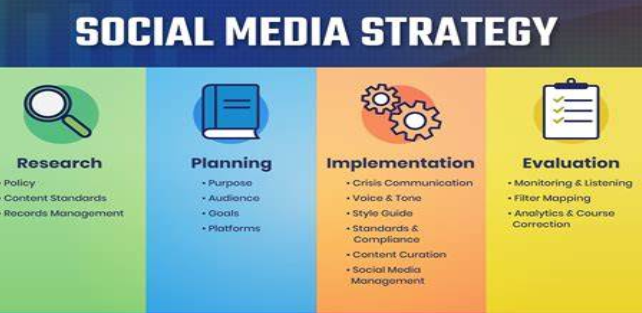 SOCIAL MEDIA STRATEGY
Research
• Policy
• Content Standards
• Records Management
Planning
• Purpose
• Audience
• Goals
• Platforms
Implementation
• Crisis Communication
• Voice & Tone
• Style Guide
• Standards &
Compliance
• Content Curation
• Social Media
Management
Evaluation
• Monitoring & Listening
• Filter Mapping
• Analytics & Course
Correction